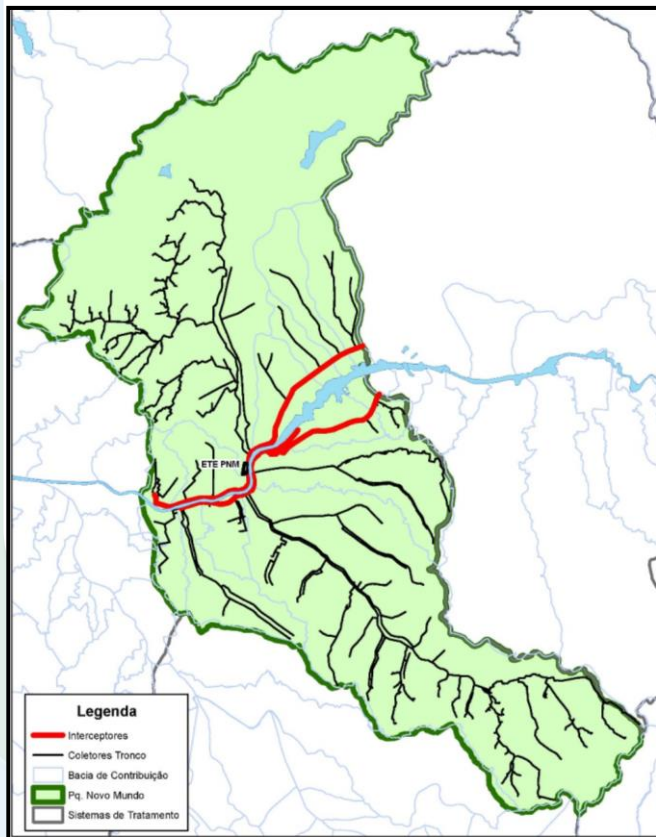 ETE PNM
Legenda
Interceptores
Coletores Tronco
Bacia de Contribuição
Pq. Novo Mundo
Sistemas de Tratamento